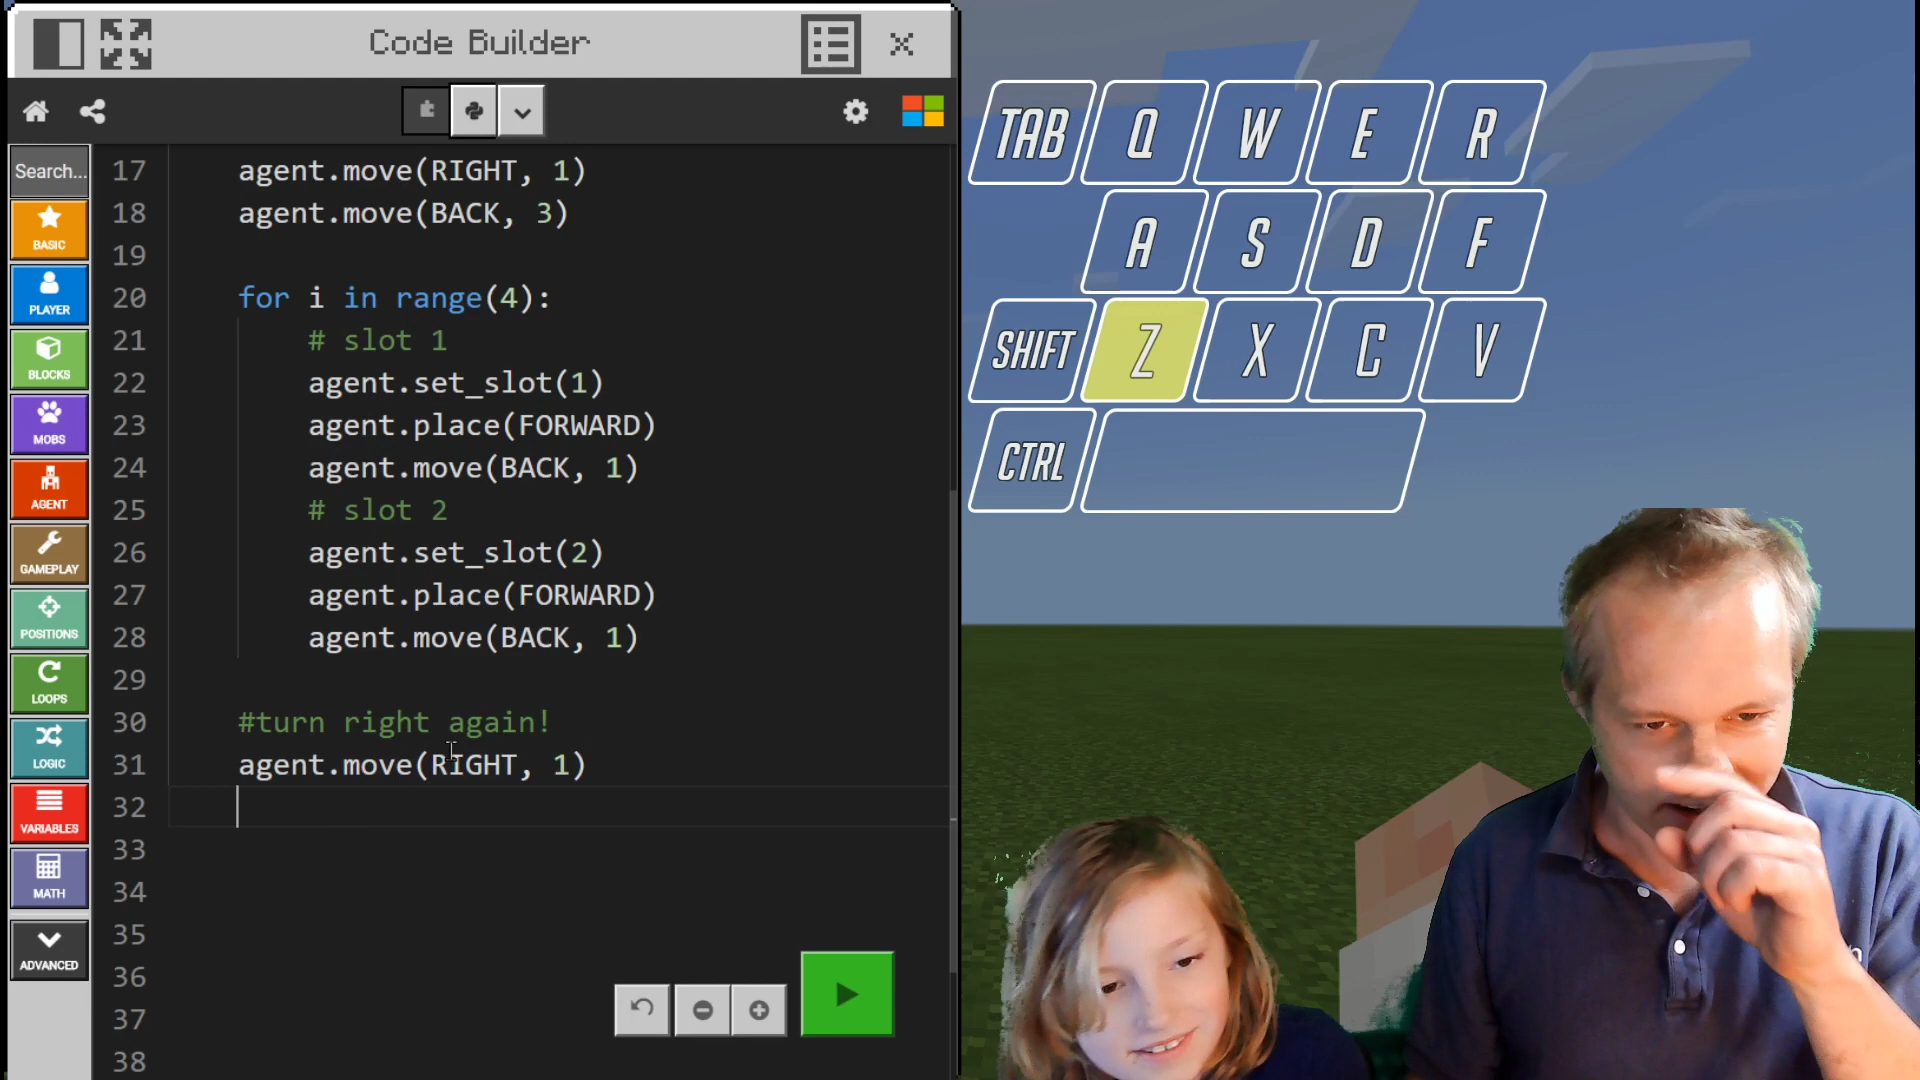 Code Builder
Search...
BASIC
PLAYER
BLOCKS
MOBS
AGENT
GAMEPLAY
POSITIONS
LOOPS
LOGIC
VARIABLES
MATH
ADVANCED
17 agent.move(RIGHT, 1)
18 agent.move(BACK, 3)
19
20 for i in range(4):
21 # slot 1
22 agent.set_slot(1)
23 agent.place(FORWARD)
24 agent.move(BACK, 1)
25 # slot 2
26 agent.set_slot(2)
27 agent.place(FORWARD)
28 agent.move(BACK, 1)
29
30 #turn right again!
31 agent.move(RIGHT, 1)
32
33
34
35
36
37
38
TAB Q W E R
A S D F
SHIFT Z X C V
CTRL